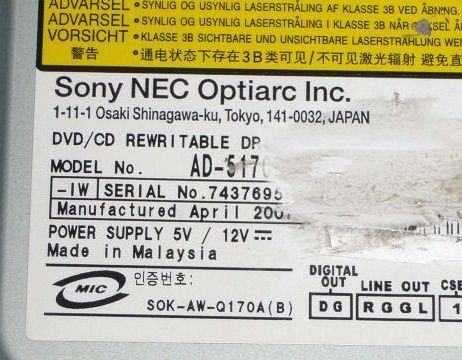 ADVARSEL • SYNLIG OG USYNLIG LASERSTRÅLING AF KLASSE 3B VED ÅBNING.
ADVARSEL • SYNLIG OG USYNLIG LASERSTRÅLING I KLASSE 3B NÅR
VORSICHT • KLASSE 3B SICHTBARE UND UNSICHTBARE LASERSTRAHLUNG
警告 •通电状态下存在3B类可见/不可见激光辐射 避免
Sony NEC Optiarc Inc.
1-11-1 Osaki Shinagawa-ku, Tokyo, 141-0032, JAPAN
DVD/CD REWRITABLE
MODEL No. AD-5170
-IW SERIAL No.7437695
Manufactured April
POWER SUPPLY 5V / 12V
Made in Malaysia
MIC 인증번호:
SOK-AW-Q170A(B)
DIGITAL OUT LINE OUT
DG RGGL 1